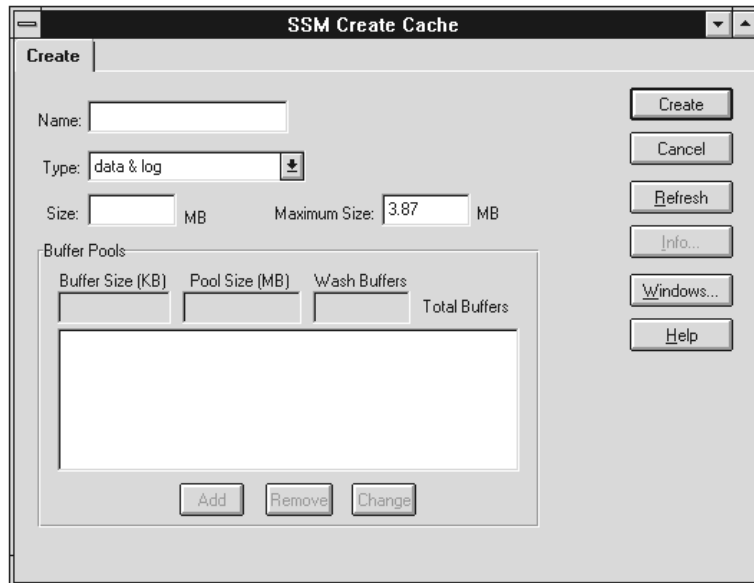 SSM Create Cache
Create
Name:
Create
Type: data & log
Cancel
Size: MB Maximum Size: 3.87 MB
Refresh
Buffer Pools
Info...
Buffer Size (KB) Pool Size (MB) Wash Buffers
Total Buffers
Windows...
Help
Add Remove Change